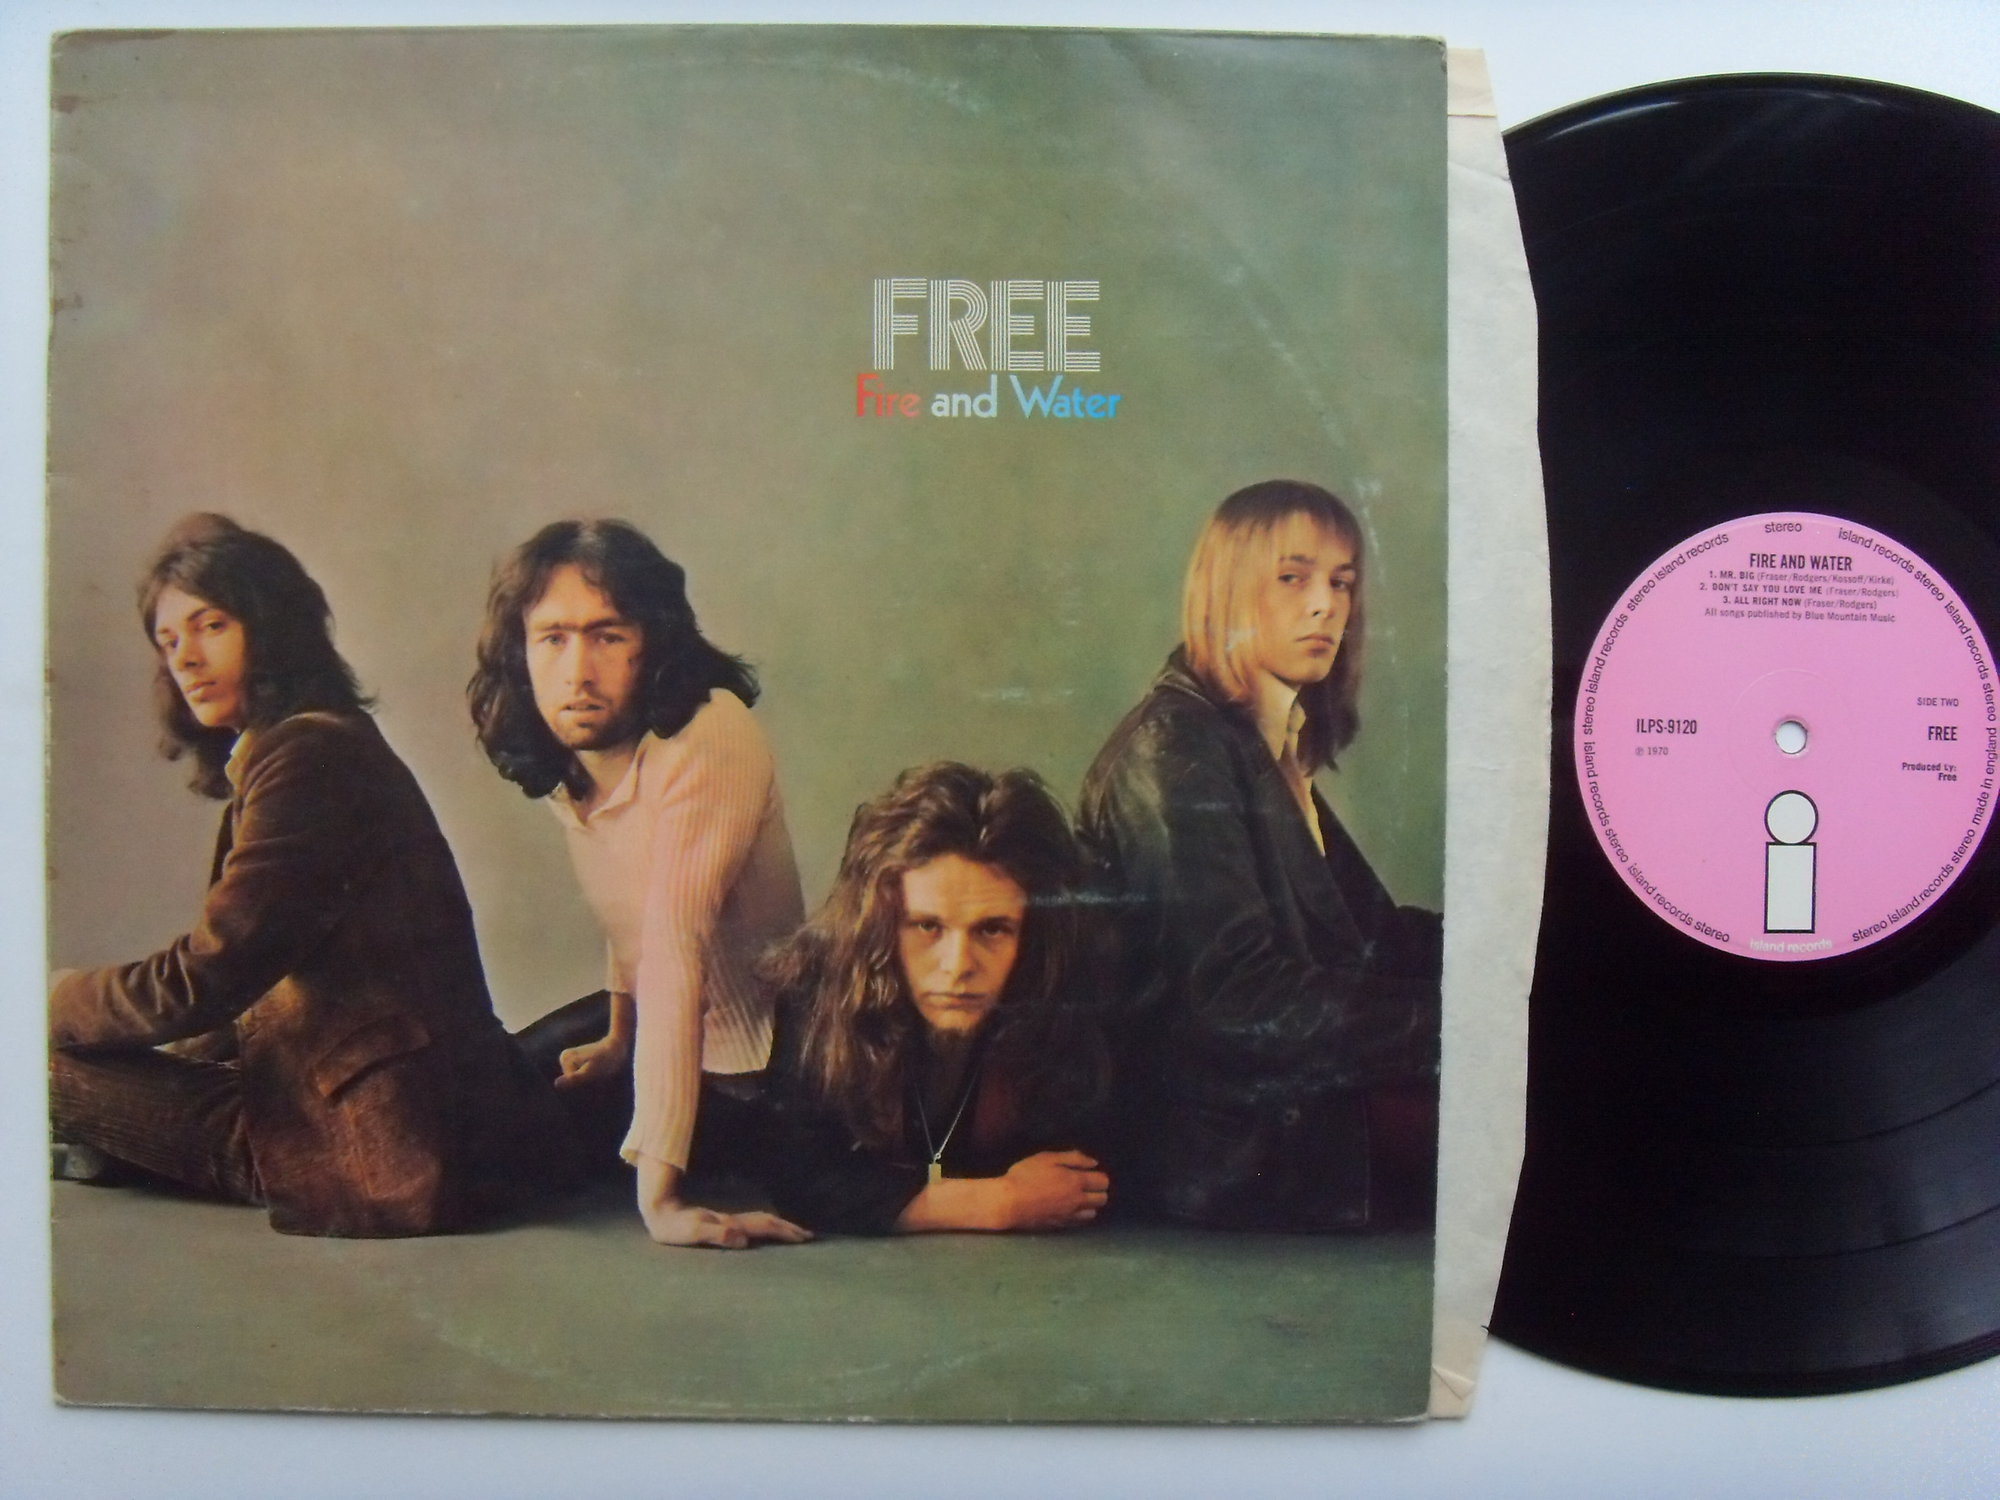 FREE
Fire and Water
stereo island records stereo island records stereo island records stereo island records stereo island records stereo island records stereo made in england
FIRE AND WATER
1. MR. BIG (Fraser/Rodgers/Kossoff/Kirke)
2. DON'T SAY YOU LOVE ME (Fraser/Rodgers)
3. ALL RIGHT NOW (Fraser/Rodgers)
All songs published by Blue Mountain Music
SIDE TWO
ILPS-9120
FREE
℗ 1970
Produced by:
Free
island records